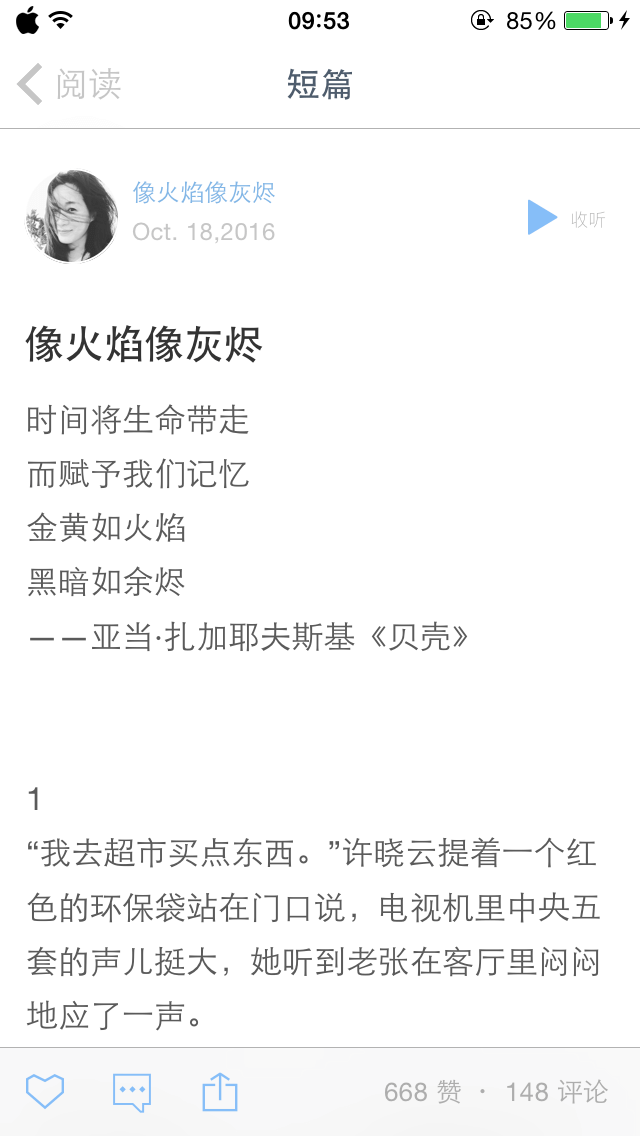 09:53
85%
阅读
短篇
像火焰像灰烬
Oct. 18,2016
收听
像火焰像灰烬
时间将生命带走
而赋予我们记忆
金黄如火焰
黑暗如余烬
——亚当·扎加耶夫斯基《贝壳》
1
“我去超市买点东西。”许晓云提着一个红
色的环保袋站在门口说，电视机里中央五
套的声儿挺大，她听到老张在客厅里闷闷
地应了一声。
668 赞 · 148 评论